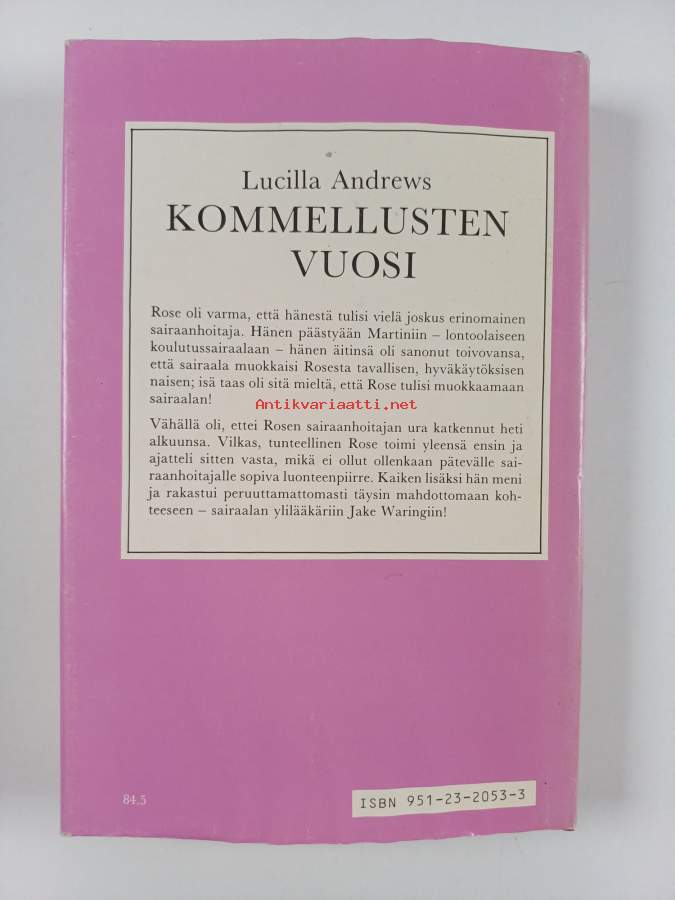 Lucilla Andrews
KOMMELLUSTEN
VUOSI
Rose oli varma, että hänestä tulisi vielä joskus erinomainen
sairaanhoitaja. Hänen päästyään Martiniin – lontoolaiseen
koulutussairaalaan – hänen äitinsä oli sanonut toivovansa,
että sairaala muokkaisi Rosesta tavallisen, hyväkäytöksisen
naisen; isä taas oli sitä mieltä, että Rose tulisi muokkaamaan
sairaalan!
Antikvariaatti.net
Vähällä oli, ettei Rosen sairaanhoitajan ura katkennut heti
alkuunsa. Vilkas, tunteellinen Rose toimi yleensä ensin ja
ajatteli sitten vasta, mikä ei ollut ollenkaan pätevälle sai-
raanhoitajalle sopiva luonteenpiirre. Kaiken lisäksi hän meni
ja rakastui peruuttamattomasti täysin mahdottomaan koh-
teeseen – sairaalan ylilääkäriin Jake Waringiin!
84.5
ISBN 951-23-2053-3